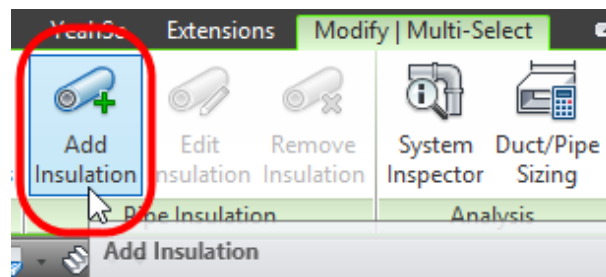 Extensions Modify | Multi-Select
Add Edit Remove System Duct/Pipe
Insulation Insulation Insulation Inspector Sizing
Pipe Insulation Analysis
Add Insulation